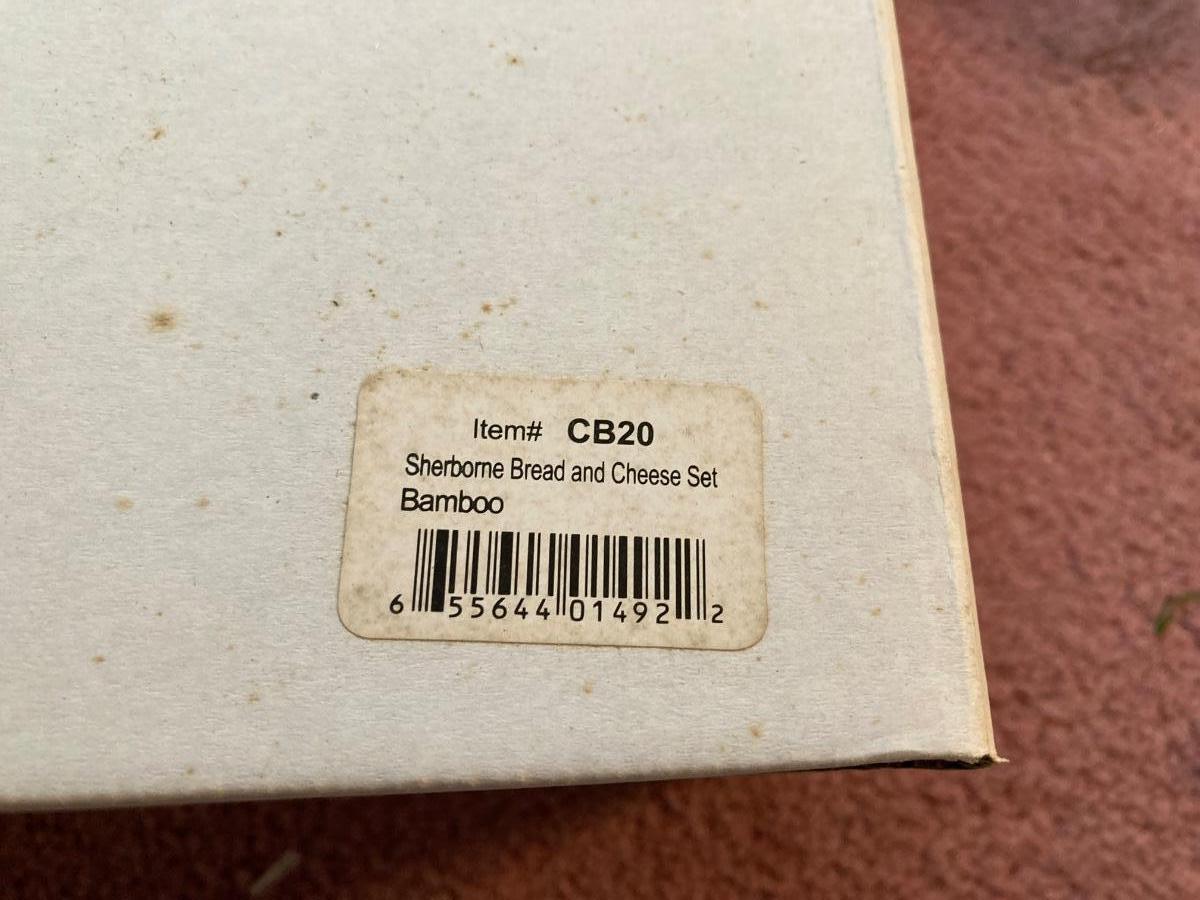 Item# CB20
Sherborne Bread and Cheese Set
Bamboo
6 55644 01492 2